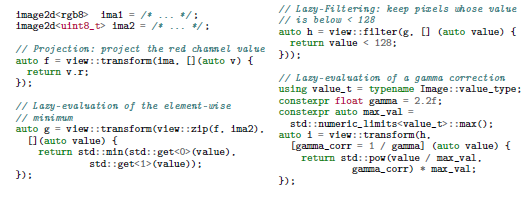 image2d<rgb8> ima1 = /* ... */;
image2d<uint8_t> ima2 = /* ... */;
// Projection: project the red channel value
auto f = view::transform(ima, [](auto v) {
return v.r;
});
// Lazy-evaluation of the element-wise
// minimum
auto g = view::transform(view::zip(f, ima2),
[](auto value) {
return std::min(std::get<0>(value),
std::get<1>(value));
});
// Lazy-Filtering: keep pixels whose value
// is below < 128
auto h = view::filter(g, [] (auto value) {
return value < 128;
}));
// Lazy-evaluation of a gamma correction
using value_t = typename Image::value_type;
constexpr float gamma = 2.2f;
constexpr auto max_val =
std::numeric_limits<value_t>::max();
auto i = view::transform(h,
[gamma_corr = 1 / gamma] (auto value) {
return std::pow(value / max_val,
gamma_corr) * max_val;
});